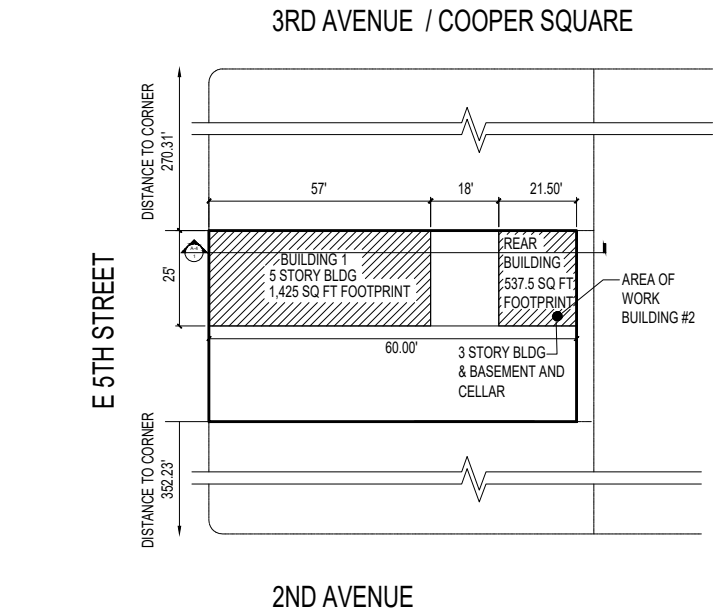 3RD AVENUE / COOPER SQUARE
DISTANCE TO CORNER
270.31'
57'
18'
21.50'
E 5TH STREET
25'
A-4
1
BUILDING 1
5 STORY BLDG
1,425 SQ FT FOOTPRINT
REAR
BUILDING
537.5 SQ FT
FOOTPRINT
AREA OF
WORK
BUILDING #2
60.00'
3 STORY BLDG
& BASEMENT AND
CELLAR
DISTANCE TO CORNER
352.23'
2ND AVENUE